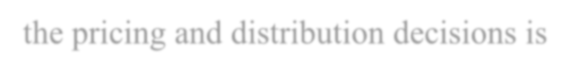 the pricing and distribution decisions is